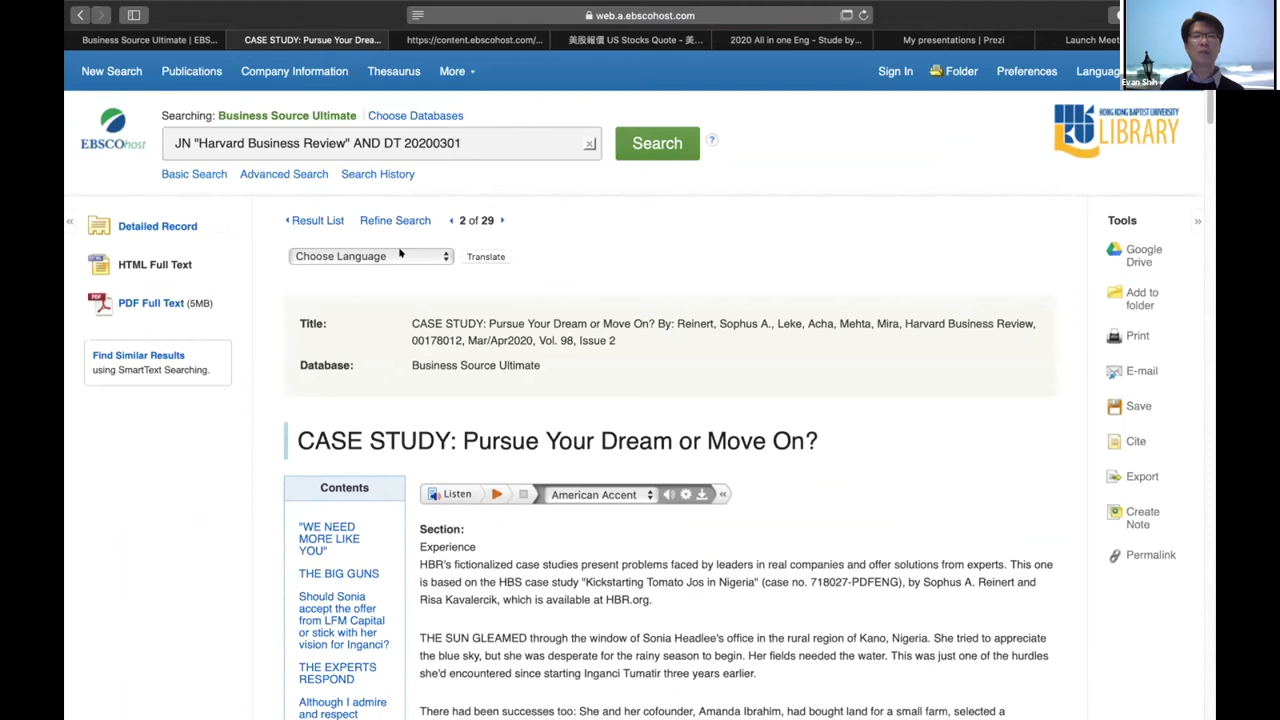 web.a.ebscohost.com
Business Source Ultimate | EBS...
CASE STUDY: Pursue Your Drea...
https://content.ebscohost.com/...
美股報價 US Stocks Quote - 美...
2020 All in one Eng - Stude by...
My presentations | Prezi
Launch Meet
New Search Publications Company Information Thesaurus More
Sign In Folder Preferences Languag
Evan Shih
EBSCOhost
Searching: Business Source Ultimate Choose Databases
JN "Harvard Business Review" AND DT 20200301
Search
?
Basic Search Advanced Search Search History
HONG KONG BAPTIST UNIVERSITY
LIBRARY
«
Detailed Record
HTML Full Text
PDF Full Text (5MB)
Find Similar Results
using SmartText Searching.
Result List Refine Search 2 of 29
Choose Language Translate
Title: CASE STUDY: Pursue Your Dream or Move On? By: Reinert, Sophus A., Leke, Acha, Mehta, Mira, Harvard Business Review,
00178012, Mar/Apr2020, Vol. 98, Issue 2
Database: Business Source Ultimate
CASE STUDY: Pursue Your Dream or Move On?
Contents
"WE NEED
MORE LIKE
YOU"
THE BIG GUNS
Should Sonia
accept the offer
from LFM Capital
or stick with her
vision for Inganci?
THE EXPERTS
RESPOND
Although I admire
and respect
Listen American Accent «
Section:
Experience
HBR's fictionalized case studies present problems faced by leaders in real companies and offer solutions from experts. This one
is based on the HBS case study "Kickstarting Tomato Jos in Nigeria" (case no. 718027-PDFENG), by Sophus A. Reinert and
Risa Kavalercik, which is available at HBR.org.
THE SUN GLEAMED through the window of Sonia Headlee's office in the rural region of Kano, Nigeria. She tried to appreciate
the blue sky, but she was desperate for the rainy season to begin. Her fields needed the water. This was just one of the hurdles
she'd encountered since starting Inganci Tumatir three years earlier.
There had been successes too: She and her cofounder, Amanda Ibrahim, had bought land for a small farm, selected a
Tools
»
Google
Drive
Add to
folder
Print
E-mail
Save
Cite
Export
Create
Note
Permalink